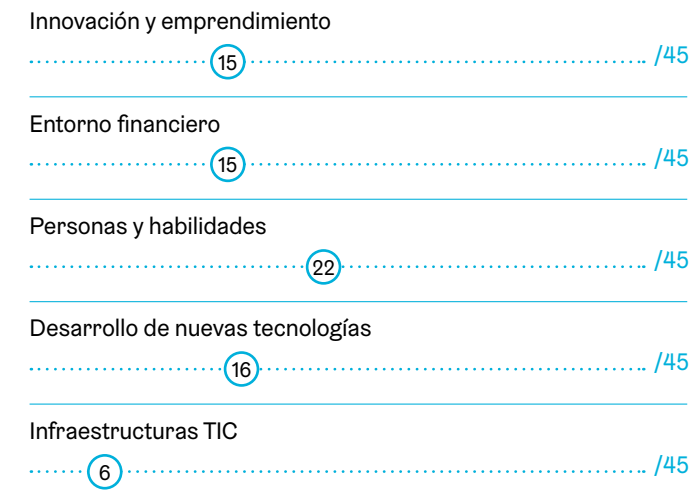 Innovación y emprendimiento
15 /45
Entorno financiero
15 /45
Personas y habilidades
22 /45
Desarrollo de nuevas tecnologías
16 /45
Infraestructuras TIC
6 /45